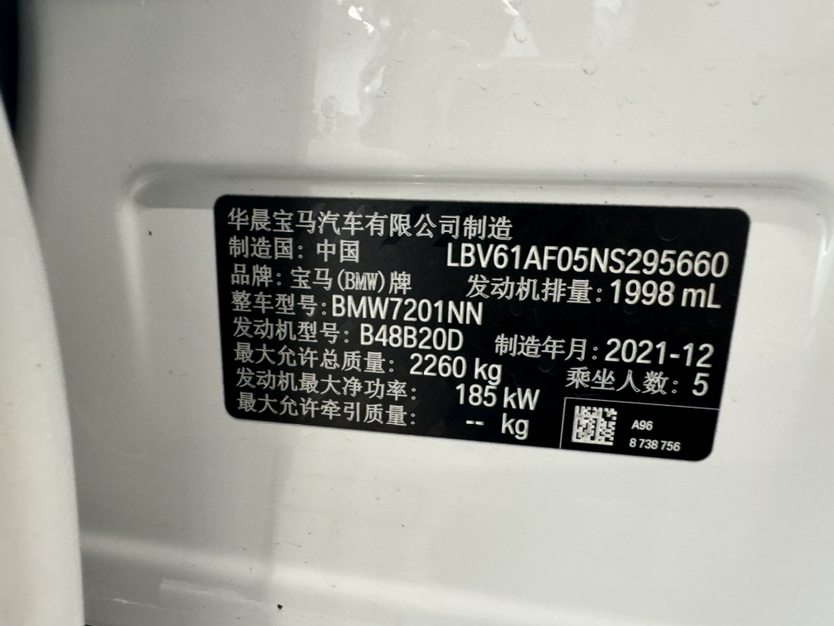 华晨宝马汽车有限公司制造
制造国: 中国 LBV61AF05NS295660
品牌: 宝马(BMW)牌 发动机排量: 1998 mL
整车型号: BMW7201NN
发动机型号: B48B20D 制造年月: 2021-12
最大允许总质量: 2260 kg 乘坐人数: 5
发动机最大净功率: 185 kW
最大允许牵引质量: -- kg
A96
8 738 756